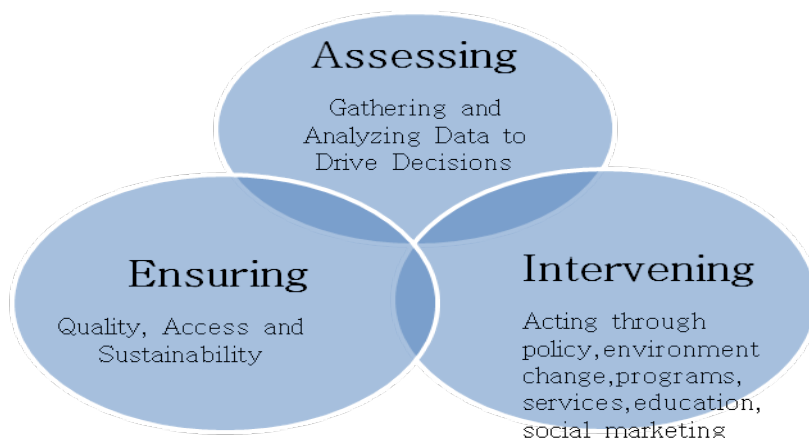 Assessing
Gathering and
Analyzing Data to
Drive Decisions
Ensuring
Quality, Access and
Sustainability
Intervening
Acting through
policy,environment
change,programs,
services,education,
social marketing